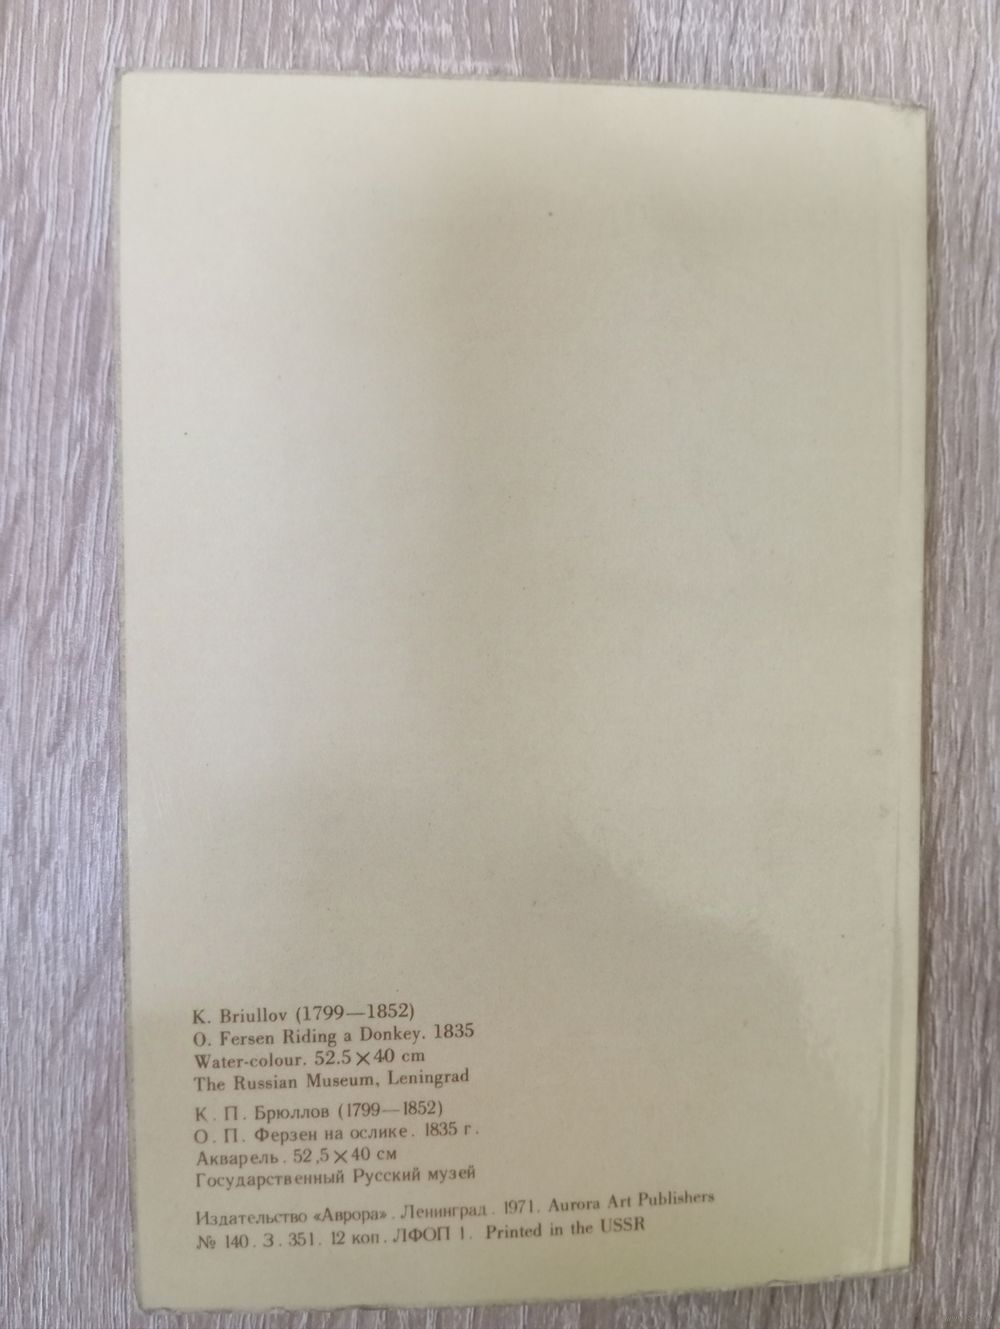 K. Briullov (1799—1852)
O. Fersen Riding a Donkey. 1835
Water-colour. 52.5×40 cm
The Russian Museum, Leningrad
К. П. Брюллов (1799—1852)
О. П. Ферзен на ослике. 1835 г.
Акварель. 52,5×40 см
Государственный Русский музей
Издательство «Аврора». Ленинград. 1971. Aurora Art Publishers
№ 140. З. 351. 12 коп. ЛФОП 1. Printed in the USSR